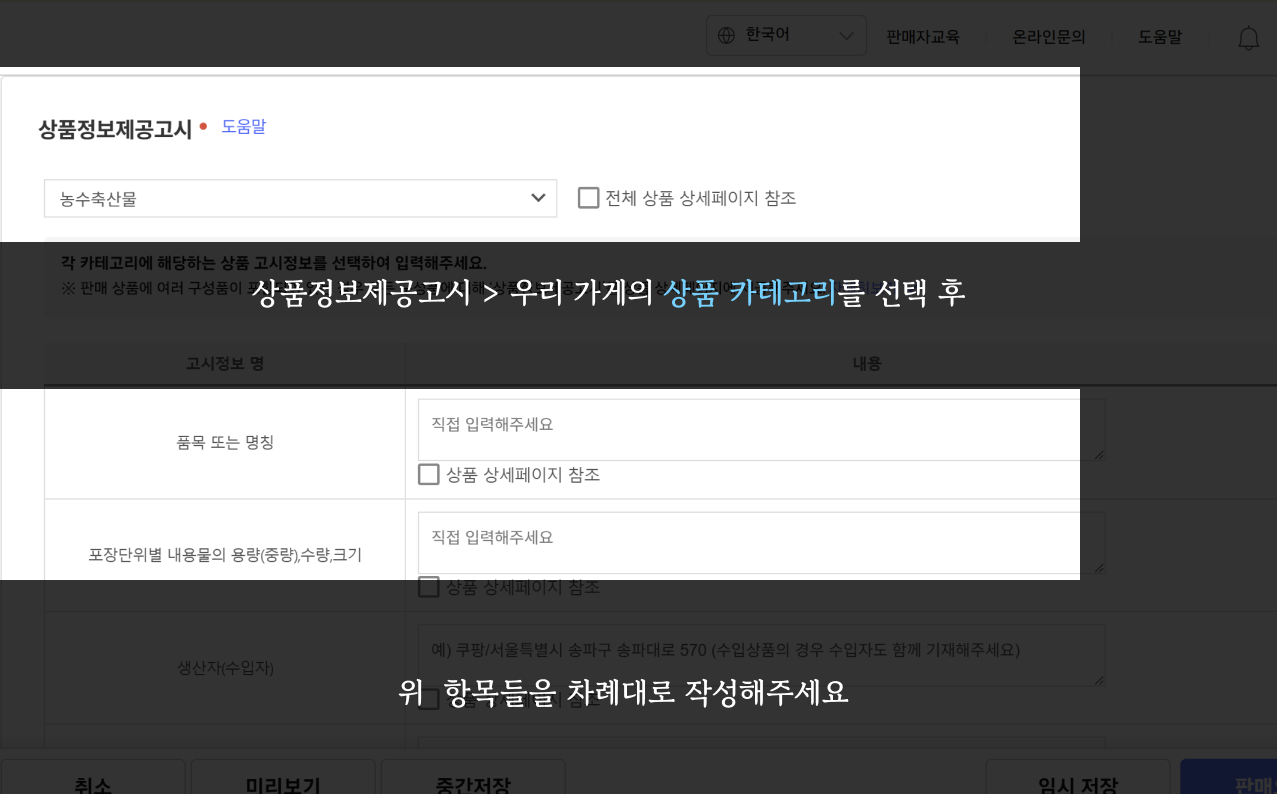 한국어 판매자교육 온라인문의 도움말
상품정보제공고시 도움말
농수축산물 전체 상품 상세페이지 참조
각 카테고리에 해당하는 상품 고시정보를 선택하여 입력해주세요.
※ 판매 상품에 여러 구성품이
상품정보제공고시 > 우리 가게의 상품 카테고리를 선택 후
고시정보 명 내용
품목 또는 명칭 직접 입력해주세요
상품 상세페이지 참조
포장단위별 내용물의 용량(중량),수량,크기 직접 입력해주세요
상품 상세페이지 참조
생산자(수입자) 예) 쿠팡/서울특별시 송파구 송파대로 570 (수입상품의 경우 수입자도 함께 기재해주세요)
위 항목들을 차례대로 작성해주세요
취소 미리보기 중간저장 임시 저장 판매